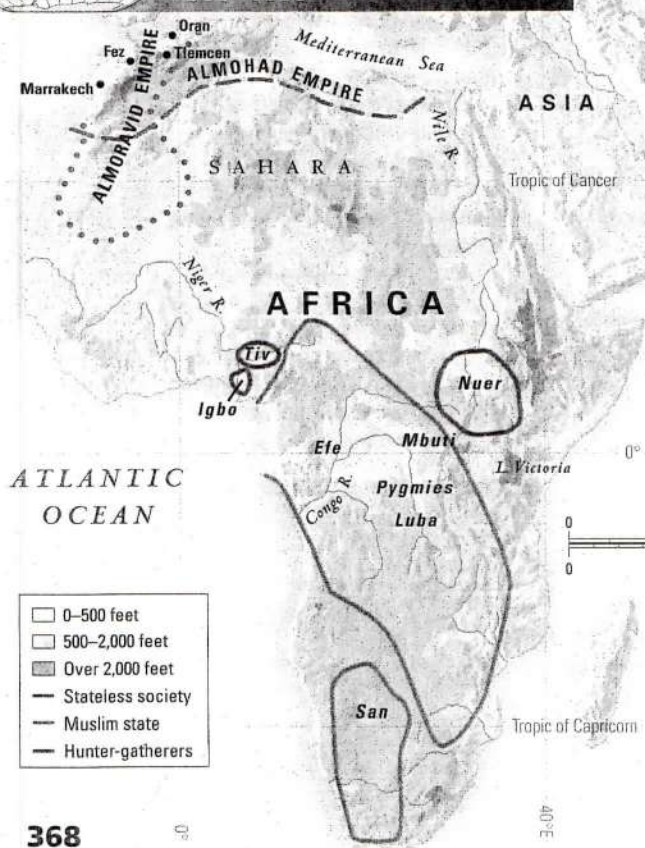 Oran
Mediterranean Sea
Fez
Tlemcen
Marrakech
ALMORAVID EMPIRE
ALMOHAD EMPIRE
ASIA
Nile R.
SAHARA
Tropic of Cancer
Niger R.
AFRICA
Tiv
Igbo
Nuer
Efe
Mbuti
0°
L. Victoria
ATLANTIC
OCEAN
Congo R.
Pygmies
Luba
0
0
0–500 feet
500–2,000 feet
Over 2,000 feet
Stateless society
Muslim state
Hunter-gatherers
San
Tropic of Capricorn
368
0°
40°E